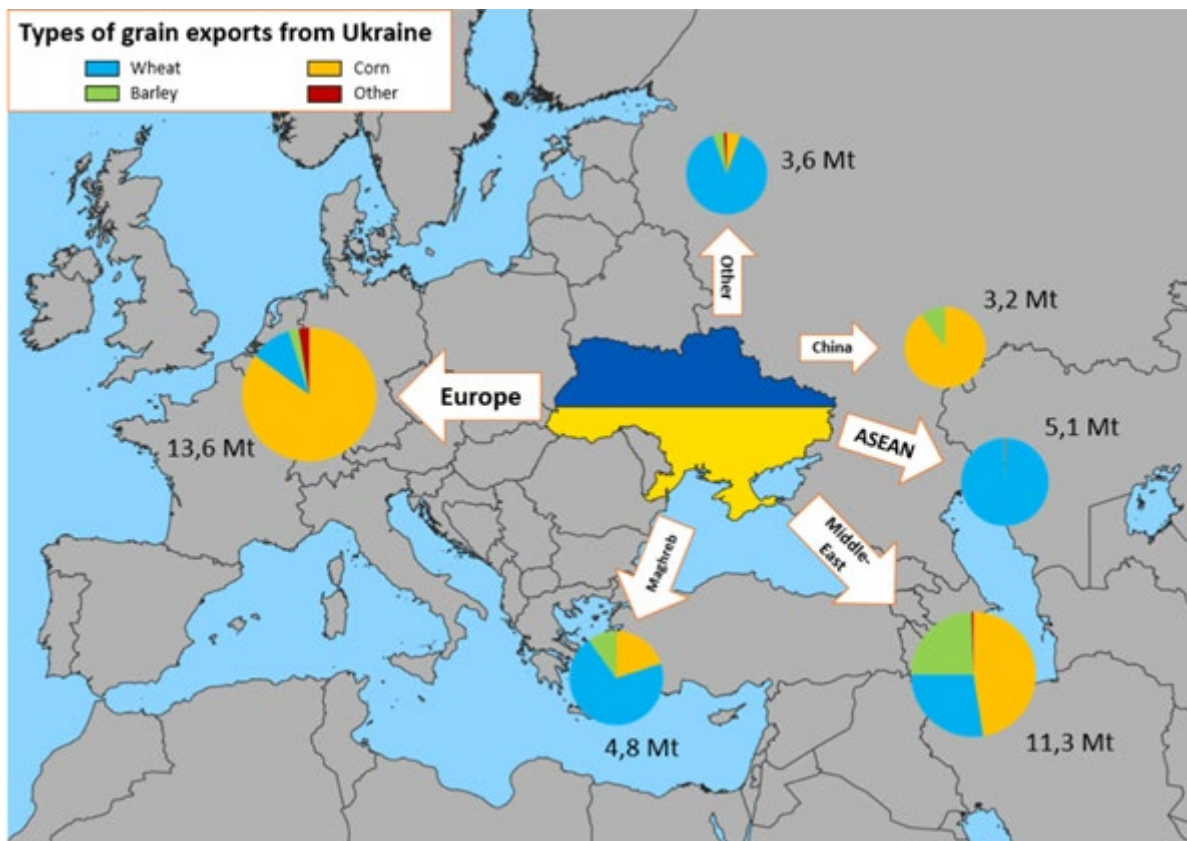 Types of grain exports from Ukraine
Wheat
Corn
Barley
Other
3,6 Mt
Other
3,2 Mt
China
Europe
13,6 Mt
ASEAN
5,1 Mt
Maghreb
Middle-
East
4,8 Mt
11,3 Mt